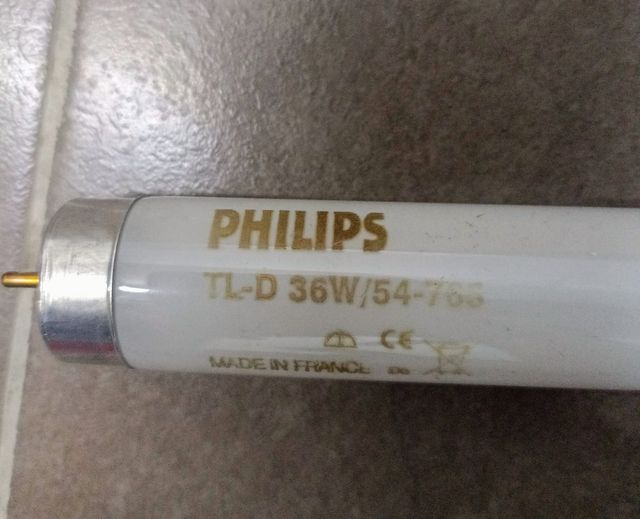 PHILIPS
TL-D 36W/54-765
CE
MADE IN FRANCE